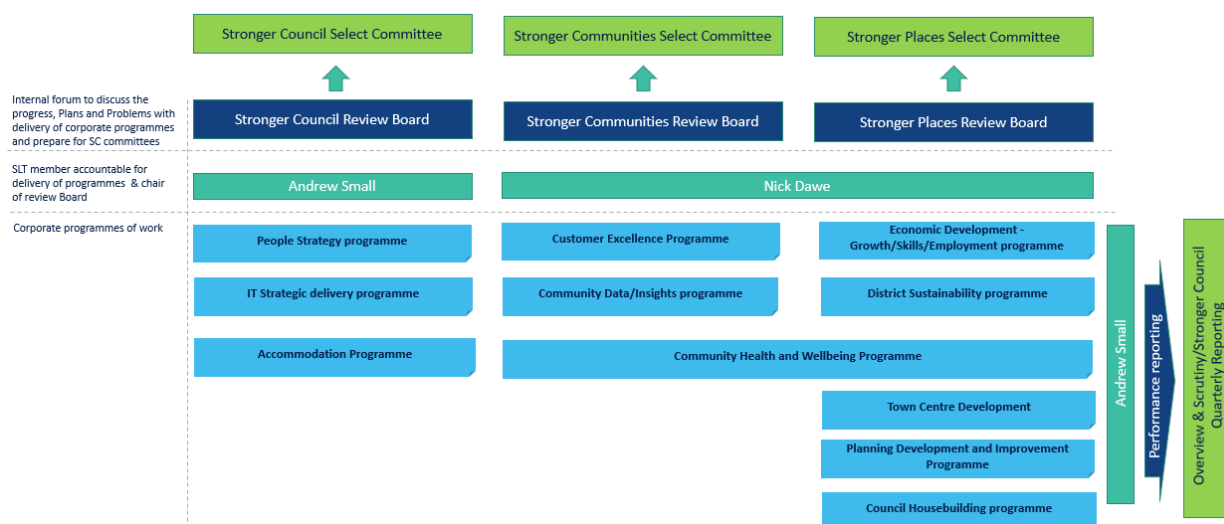 Stronger Council Select Committee
Stronger Communities Select Committee
Stronger Places Select Committee
Internal forum to discuss the
progress, Plans and Problems with
delivery of corporate programmes
and prepare for SC committees
Stronger Council Review Board
Stronger Communities Review Board
Stronger Places Review Board
SLT member accountable for
delivery of programmes & chair
of review Board
Andrew Small
Nick Dawe
Corporate programmes of work
People Strategy programme
Customer Excellence Programme
Economic Development -
Growth/Skills/Employment programme
IT Strategic delivery programme
Community Data/Insights programme
District Sustainability programme
Accommodation Programme
Community Health and Wellbeing Programme
Town Centre Development
Planning Development and Improvement
Programme
Council Housebuilding programme
Andrew Small
Performance reporting
Overview & Scrutiny/Stronger Council
Quarterly Reporting